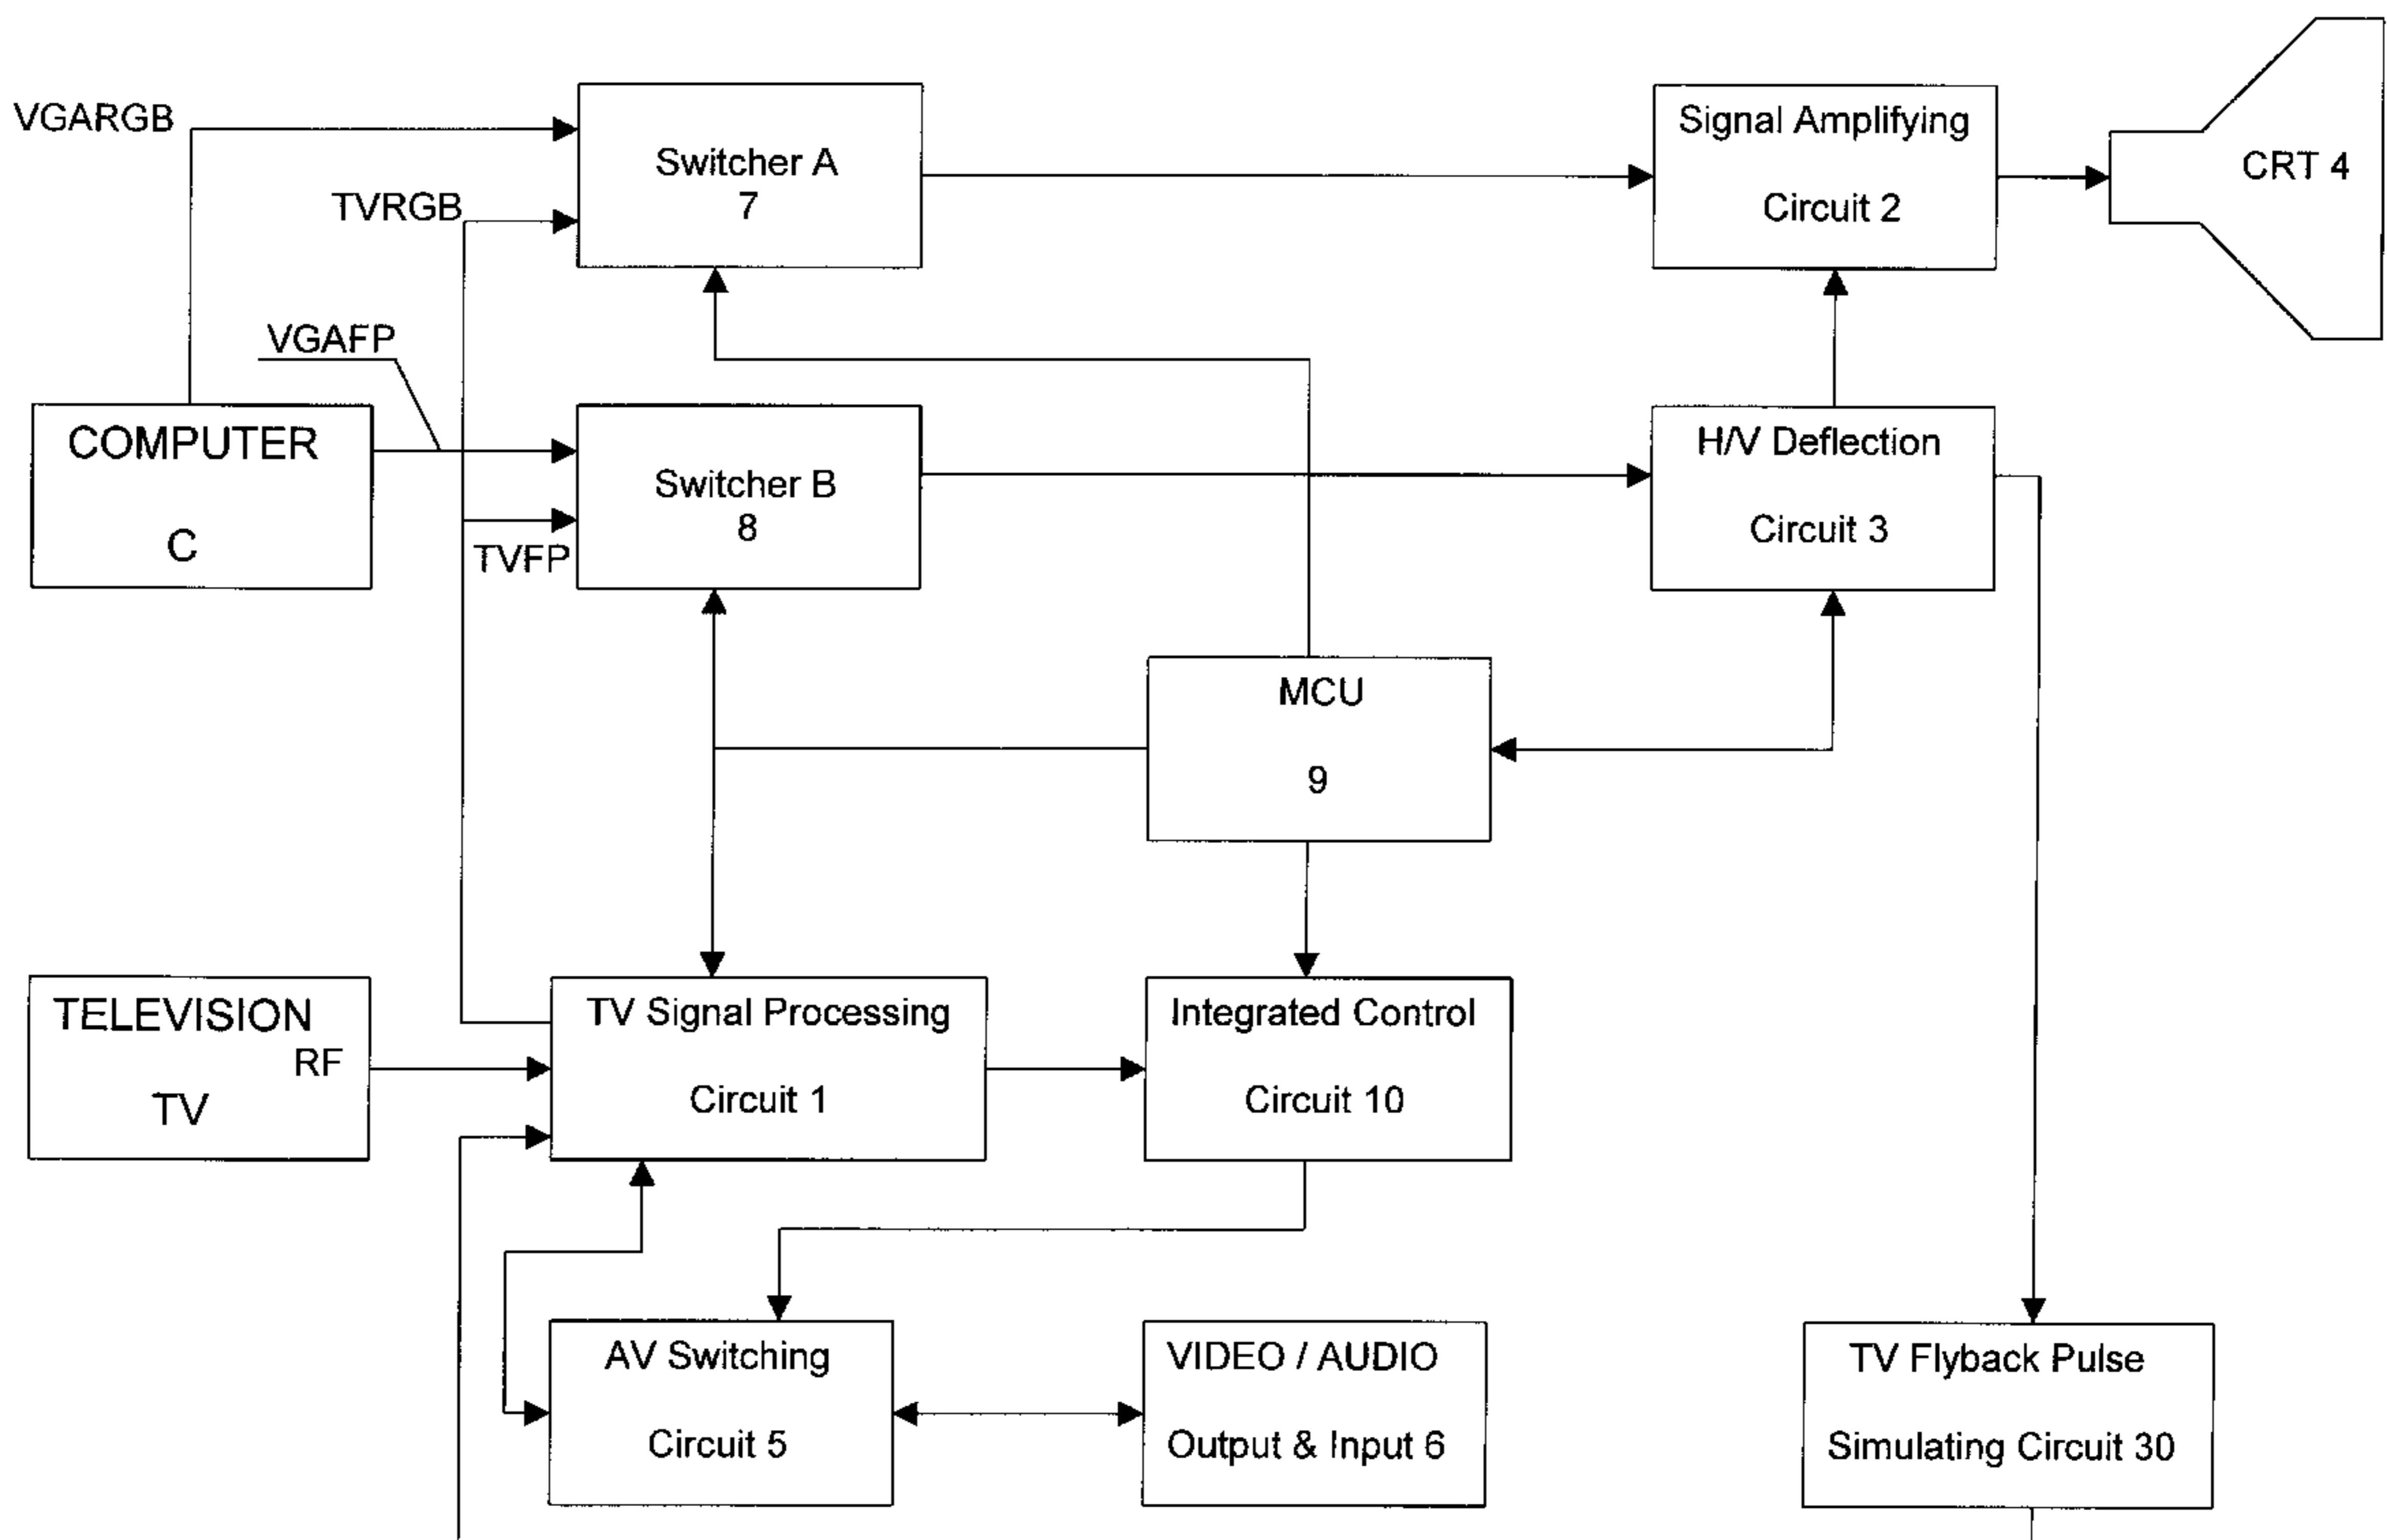 VGARGB
TVRGB
Switcher A
7
Signal Amplifying
Circuit 2
CRT 4
VGAFP
COMPUTER
C
Switcher B
8
TVFP
H/V Deflection
Circuit 3
MCU
9
TELEVISION
RF
TV
TV Signal Processing
Circuit 1
Integrated Control
Circuit 10
AV Switching
Circuit 5
VIDEO / AUDIO
Output & Input 6
TV Flyback Pulse
Simulating Circuit 30